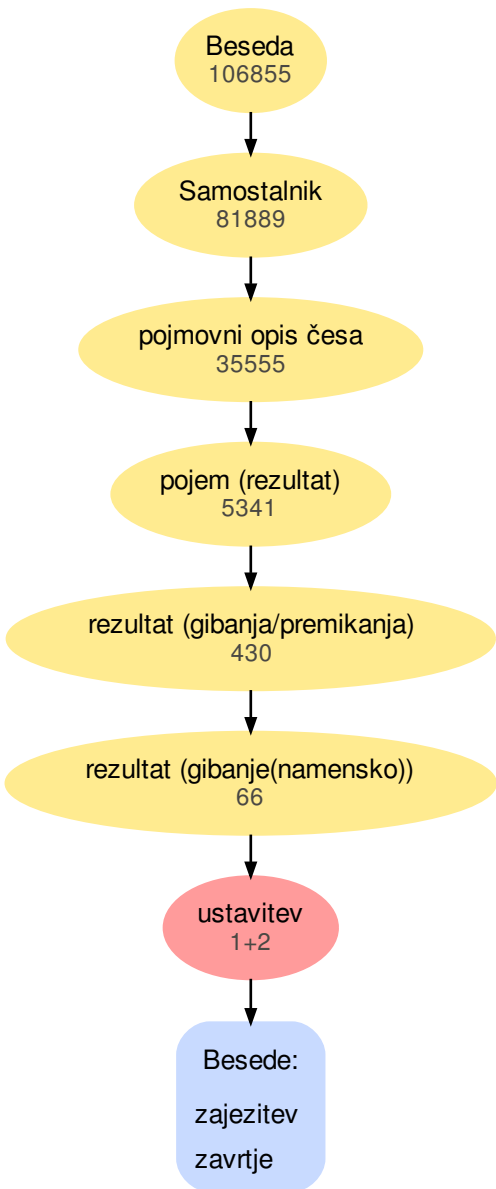 Beseda
106855
Samostalnik
81889
pojmovni opis česa
35555
pojem (rezultat)
5341
rezultat (gibanja/premikanja)
430
rezultat (gibanje(namensko))
66
ustavitev
1+2
Besede:
zajezitev
zavrtje